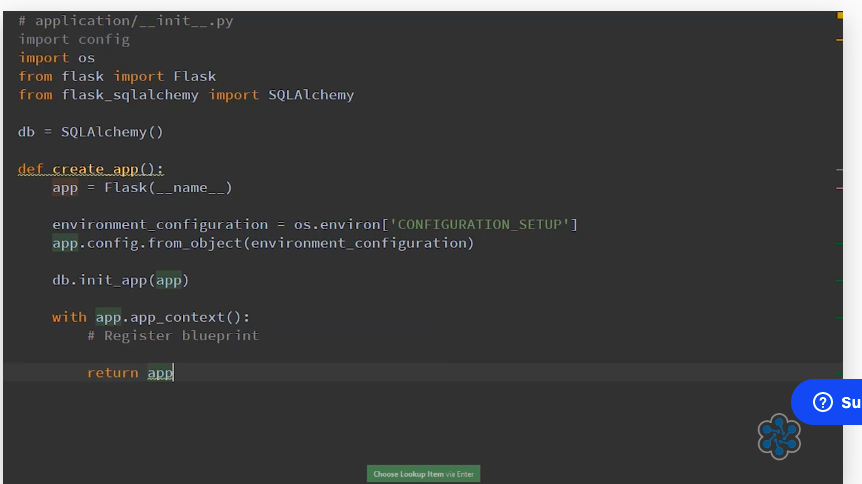 # application/__init__.py
import config
import os
from flask import Flask
from flask_sqlalchemy import SQLAlchemy
db = SQLAlchemy()
def create_app():
app = Flask(__name__)
environment_configuration = os.environ['CONFIGURATION_SETUP']
app.config.from_object(environment_configuration)
db.init_app(app)
with app.app_context():
# Register blueprint
return app
? Su
Choose Lookup Item via Enter